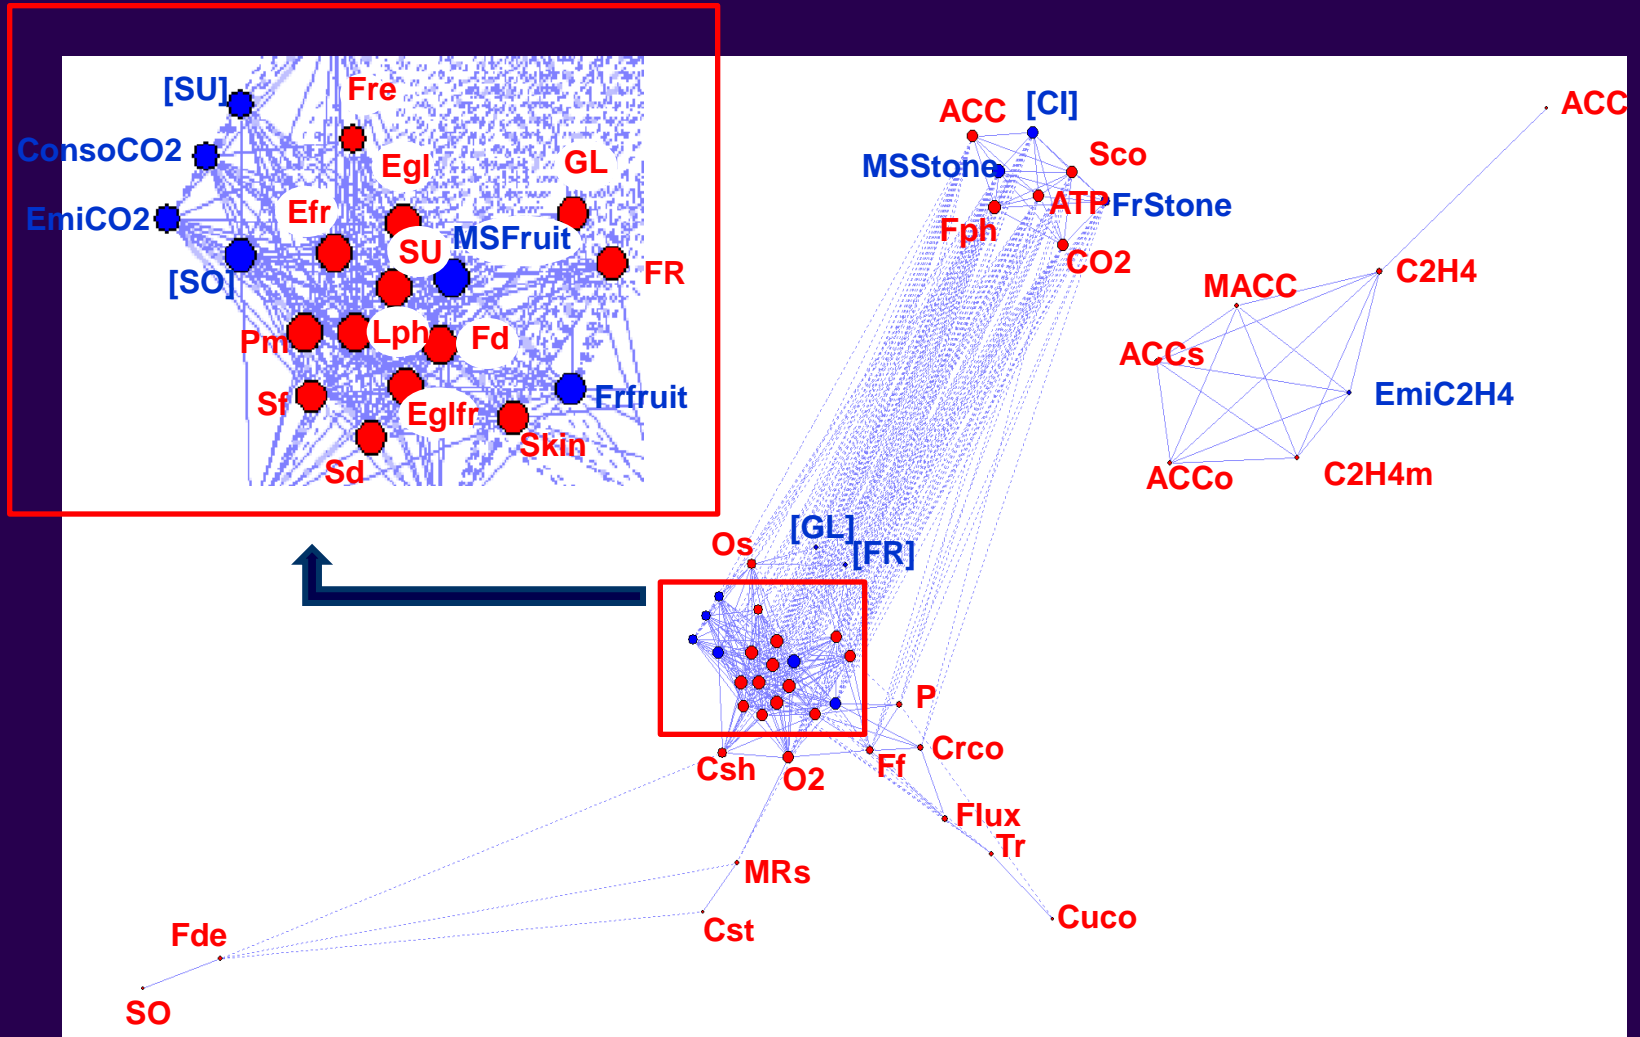 [SU]
Fre
ConsoCO2
Egl
GL
EmiCO2
Efr
SU
MSFruit
[SO]
FR
Pm
Lph
Fd
Sf
Eglfr
Frfruit
Sd
Skin
ACC
[CI]
ACC
MSStone
Sco
ATP
FrStone
Fph
CO2
C2H4
MACC
ACCs
EmiC2H4
ACCo
C2H4m
[GL]
Os
[FR]
P
Csh
O2
Ff
Crco
Flux
Tr
MRs
Cst
Cuco
Fde
SO